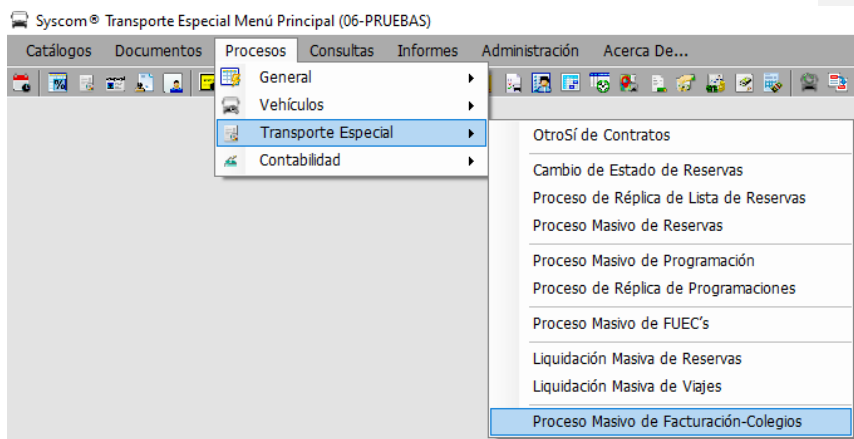 Syscom® Transporte Especial Menú Principal (06-PRUEBAS)
Catálogos Documentos Procesos Consultas Informes Administración Acerca De...
General
Vehículos
Transporte Especial
Contabilidad
OtroSí de Contratos
Cambio de Estado de Reservas
Proceso de Réplica de Lista de Reservas
Proceso Masivo de Reservas
Proceso Masivo de Programación
Proceso de Réplica de Programaciones
Proceso Masivo de FUEC's
Liquidación Masiva de Reservas
Liquidación Masiva de Viajes
Proceso Masivo de Facturación-Colegios